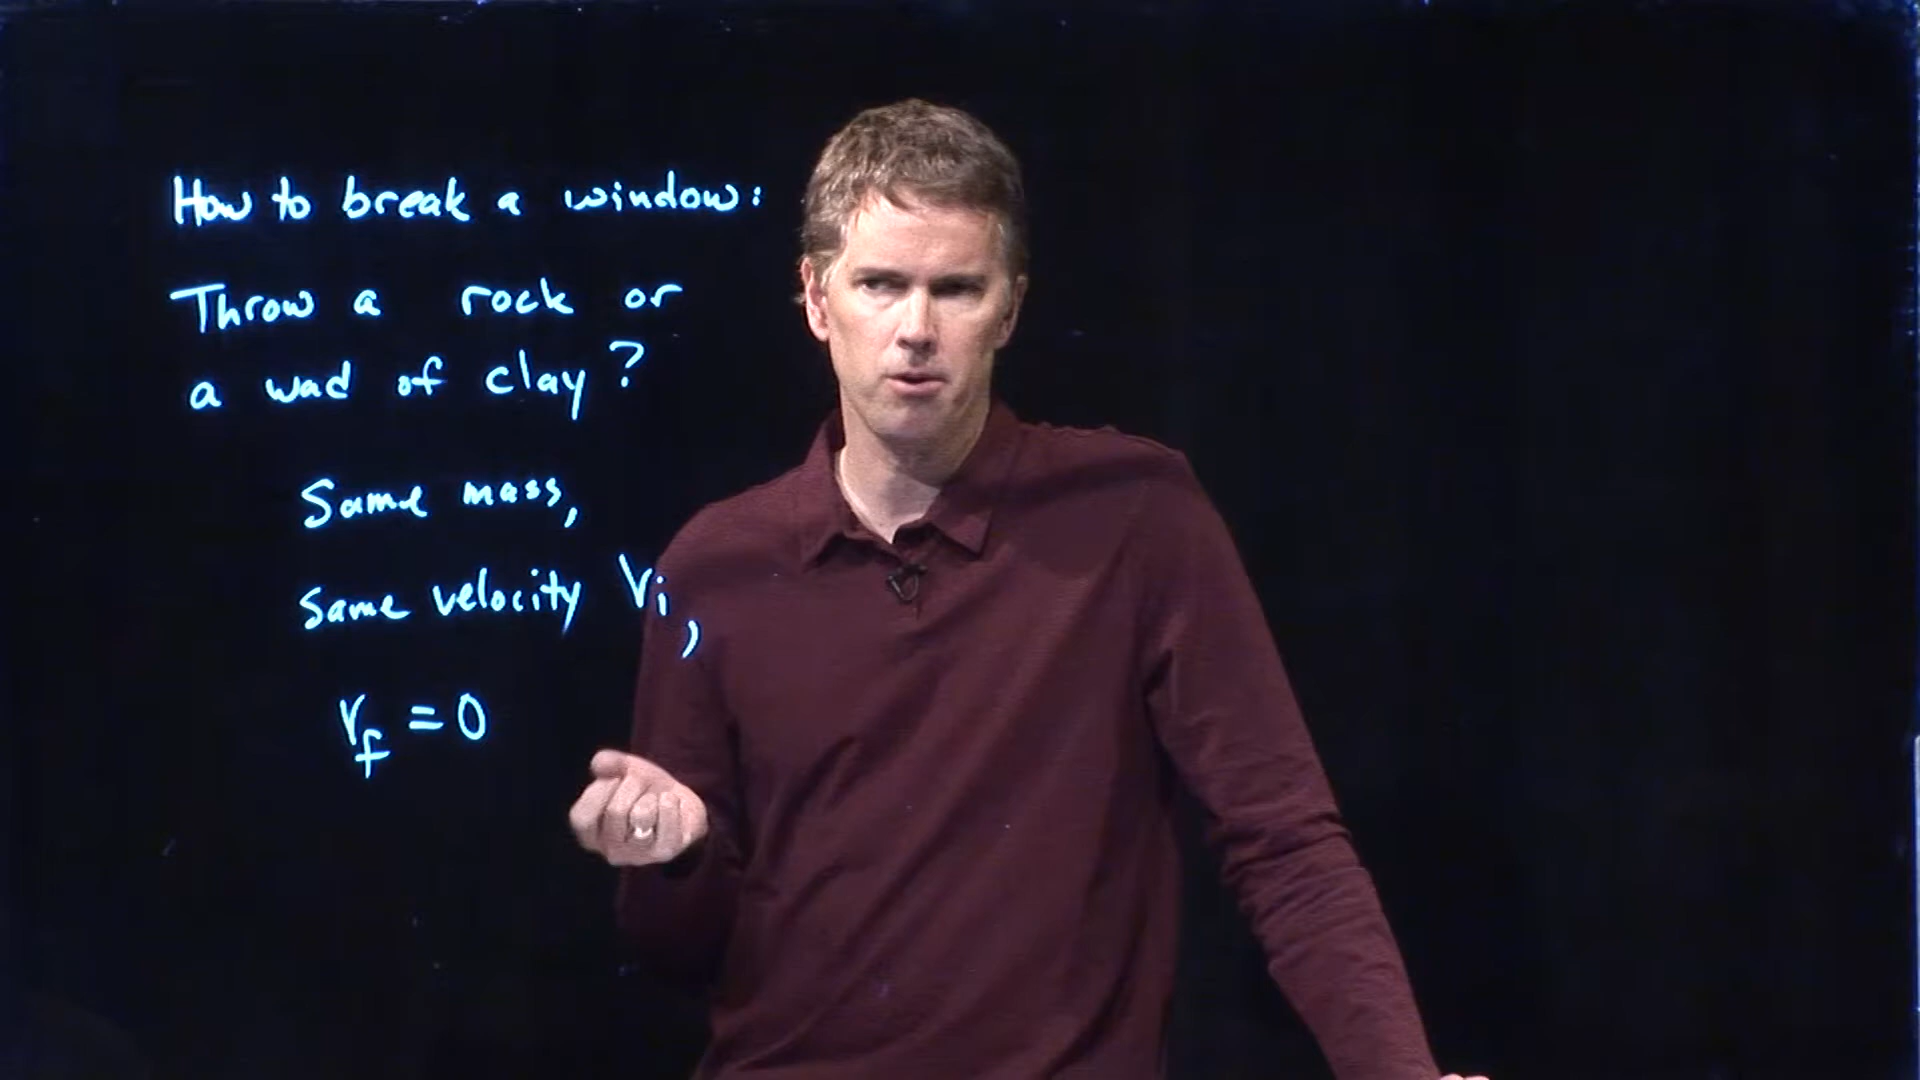 How to break a window:
Throw a rock or
a wad of clay?
Same mass,
same velocity Vi,
Vf = 0